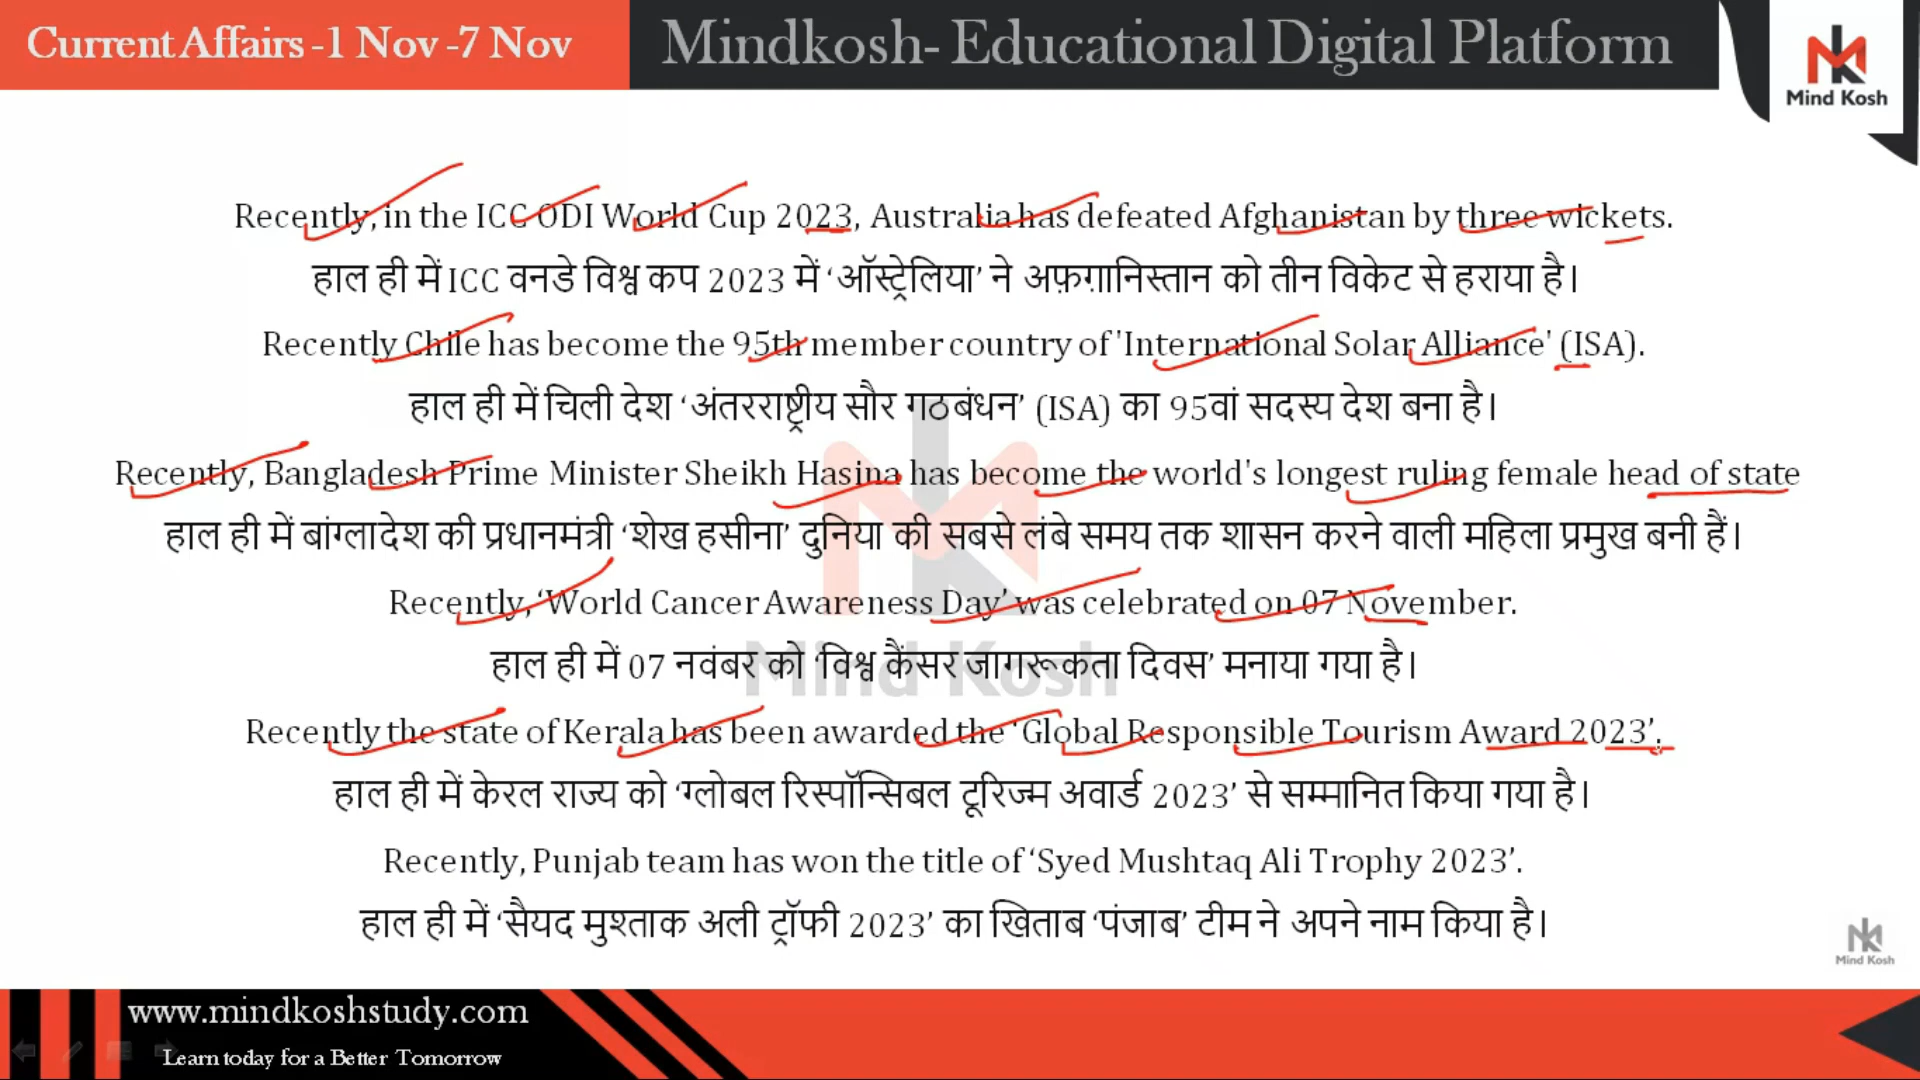 Current Affairs -1 Nov -7 Nov
Mindkosh- Educational Digital Platform
Mind Kosh
Recently, in the ICC ODI World Cup 2023, Australia has defeated Afghanistan by three wickets.
हाल ही में ICC वनडे विश्व कप 2023 में ‘ऑस्ट्रेलिया’ ने अफ़ग़ानिस्तान को तीन विकेट से हराया है।
Recently Chile has become the 95th member country of 'International Solar Alliance' (ISA).
हाल ही में चिली देश ‘अंतरराष्ट्रीय सौर गठबंधन’ (ISA) का 95वां सदस्य देश बना है।
Recently, Bangladesh Prime Minister Sheikh Hasina has become the world's longest ruling female head of state
हाल ही में बांग्लादेश की प्रधानमंत्री ‘शेख हसीना’ दुनिया की सबसे लंबे समय तक शासन करने वाली महिला प्रमुख बनी हैं।
Recently, ‘World Cancer Awareness Day’ was celebrated on 07 November.
हाल ही में 07 नवंबर को ‘विश्व कैंसर जागरूकता दिवस’ मनाया गया है।
Mind Kosh
Recently the state of Kerala has been awarded the ‘Global Responsible Tourism Award 2023’.
हाल ही में केरल राज्य को ‘ग्लोबल रिस्पॉन्सिबल टूरिज्म अवार्ड 2023’ से सम्मानित किया गया है।
Recently, Punjab team has won the title of ‘Syed Mushtaq Ali Trophy 2023’.
हाल ही में ‘सैयद मुश्ताक अली ट्रॉफी 2023’ का खिताब ‘पंजाब’ टीम ने अपने नाम किया है।
Mind Kosh
www.mindkoshstudy.com
Learn today for a Better Tomorrow